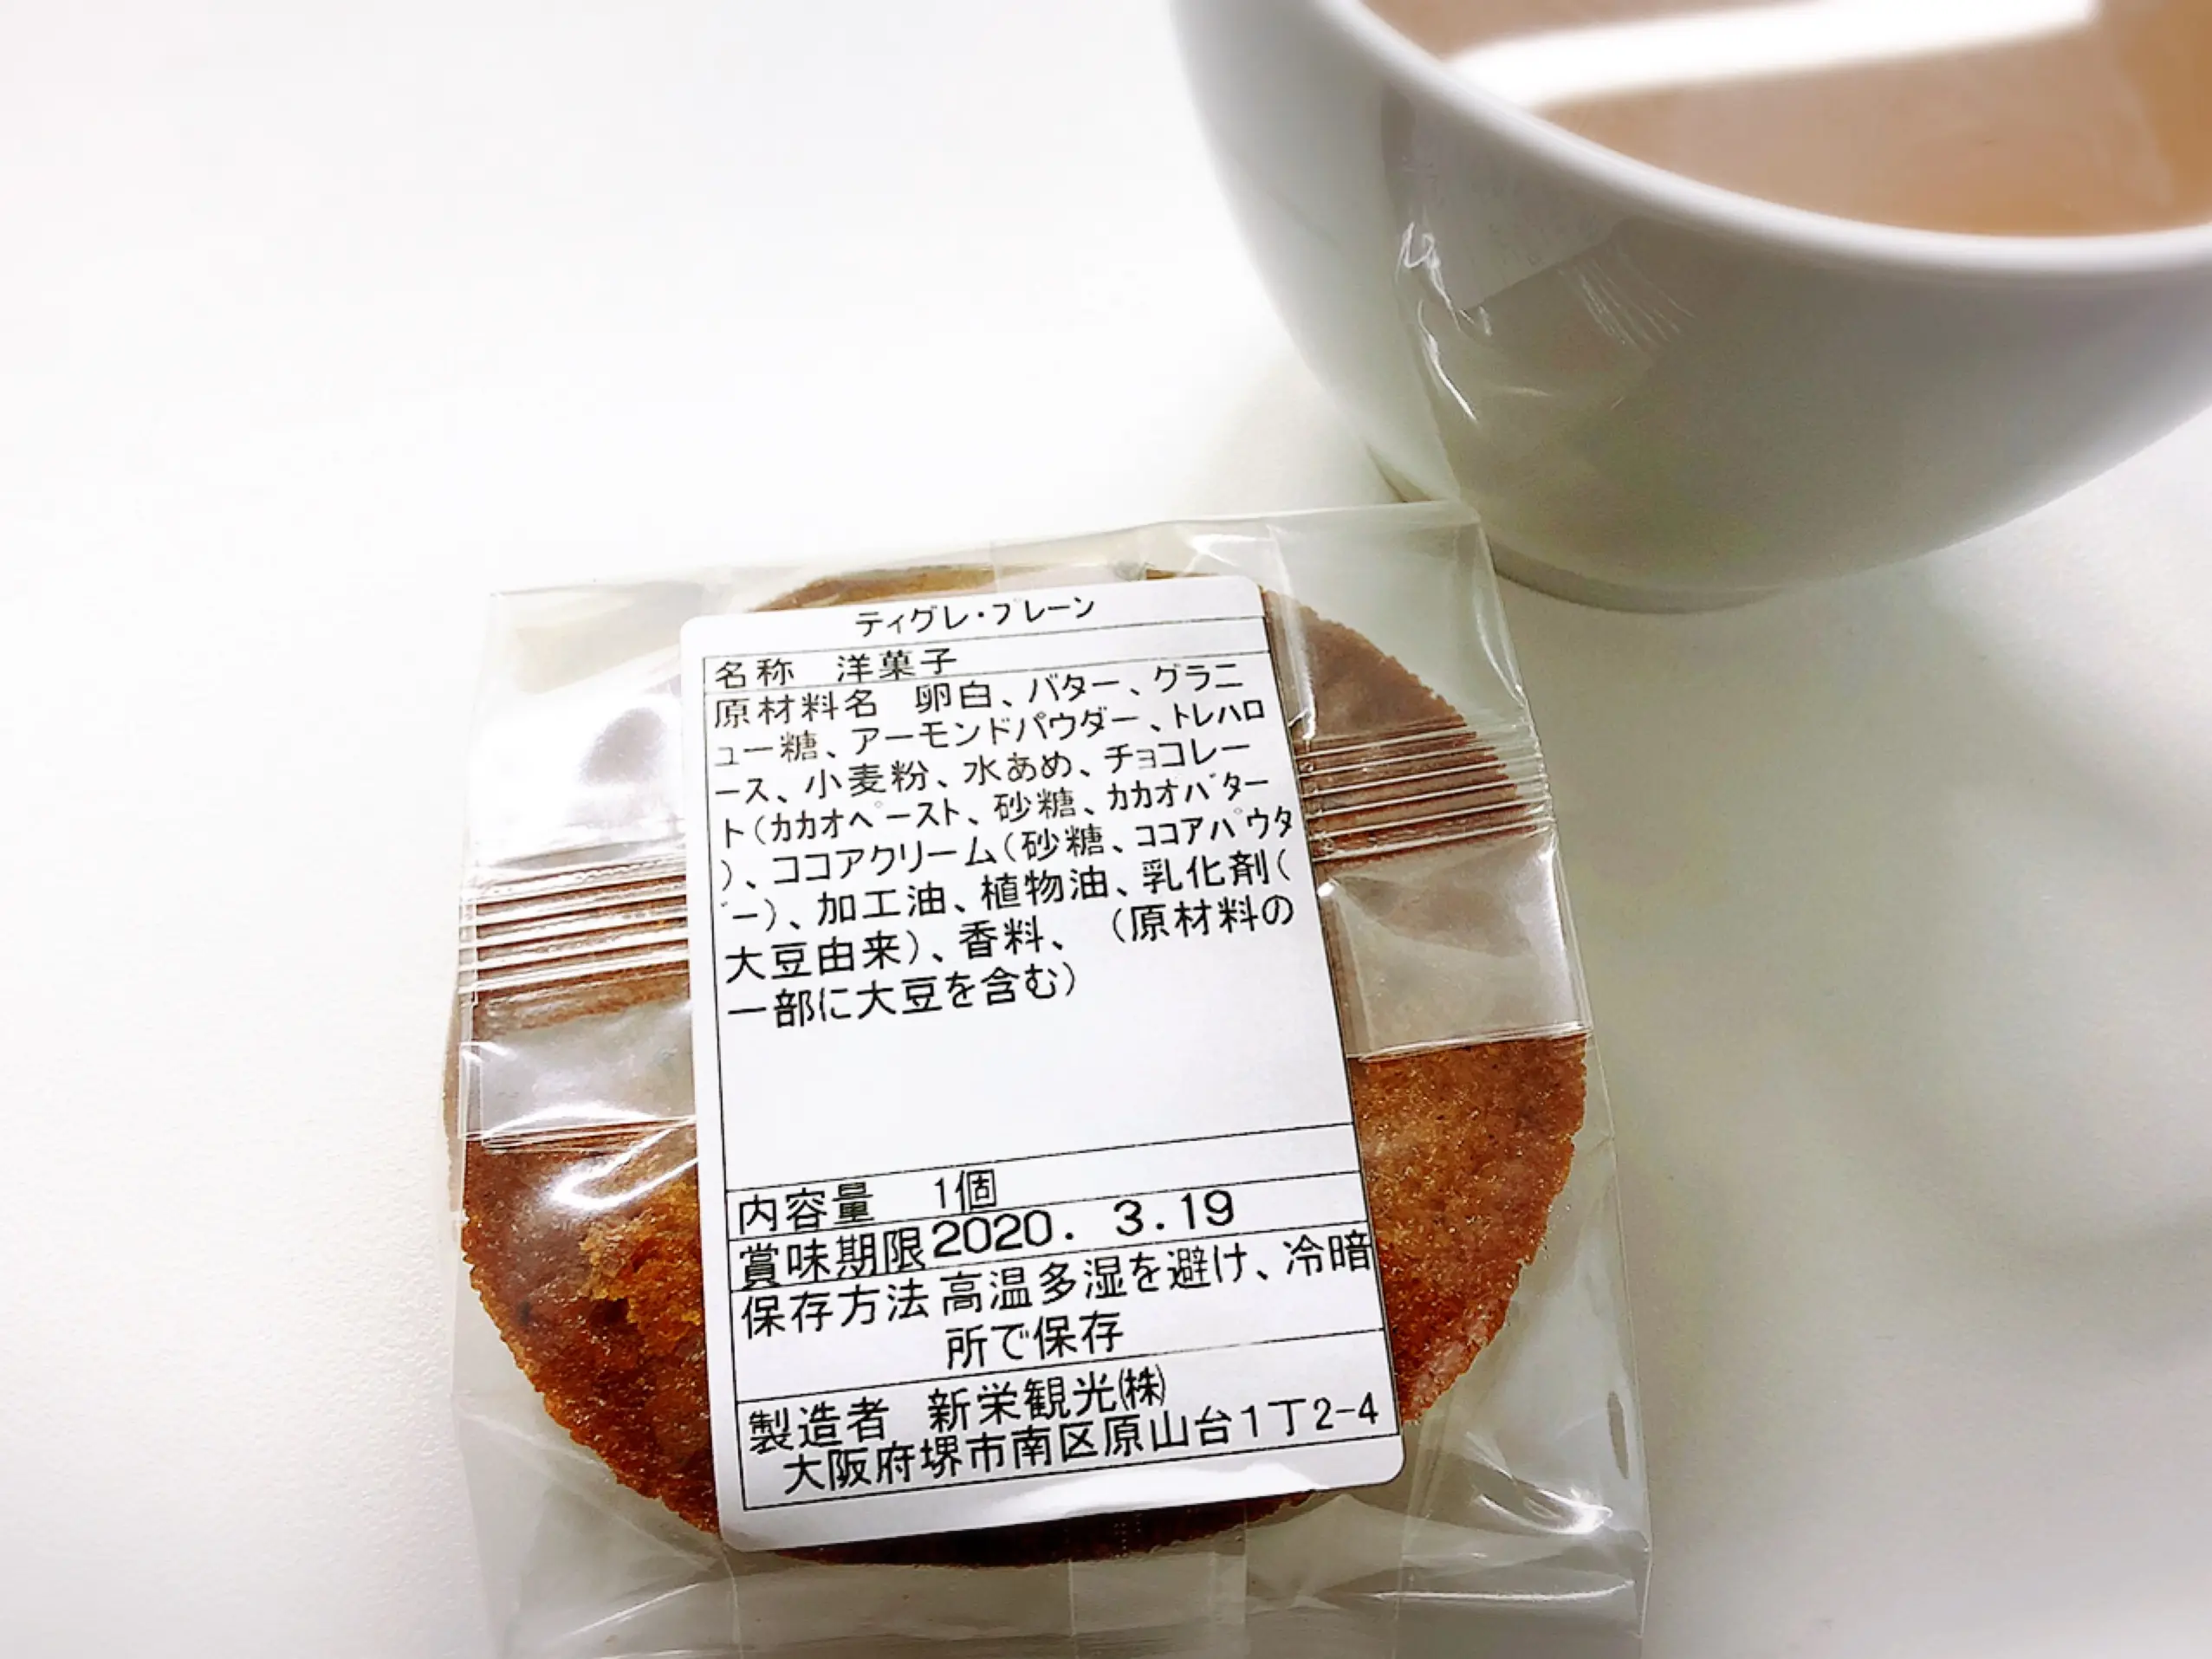 ティグレ・プレーン
名称　洋菓子
原材料名　卵白、バター、グラニ
ュー糖、アーモンドパウダー、トレハロ
ース、小麦粉、水あめ、チョコレー
ト(カカオペースト、砂糖、カカオバター
)、ココアクリーム(砂糖、ココアパウタ
゛ー)、加工油、植物油、乳化剤(
大豆由来)、香料、（原材料の
一部に大豆を含む）
内容量　1個
賞味期限2020. 3.19
保存方法 高温多湿を避け、冷暗
所で保存
製造者　新栄観光㈱
大阪府堺市南区原山台1丁2-4